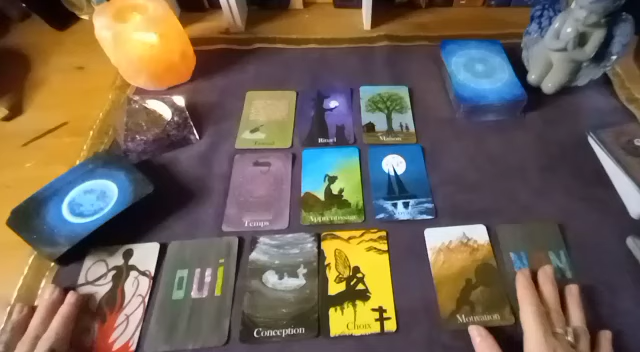 Rituel
Maison
Temps
Apprentissage
OUI
Conception
Choix
Motivation
NON